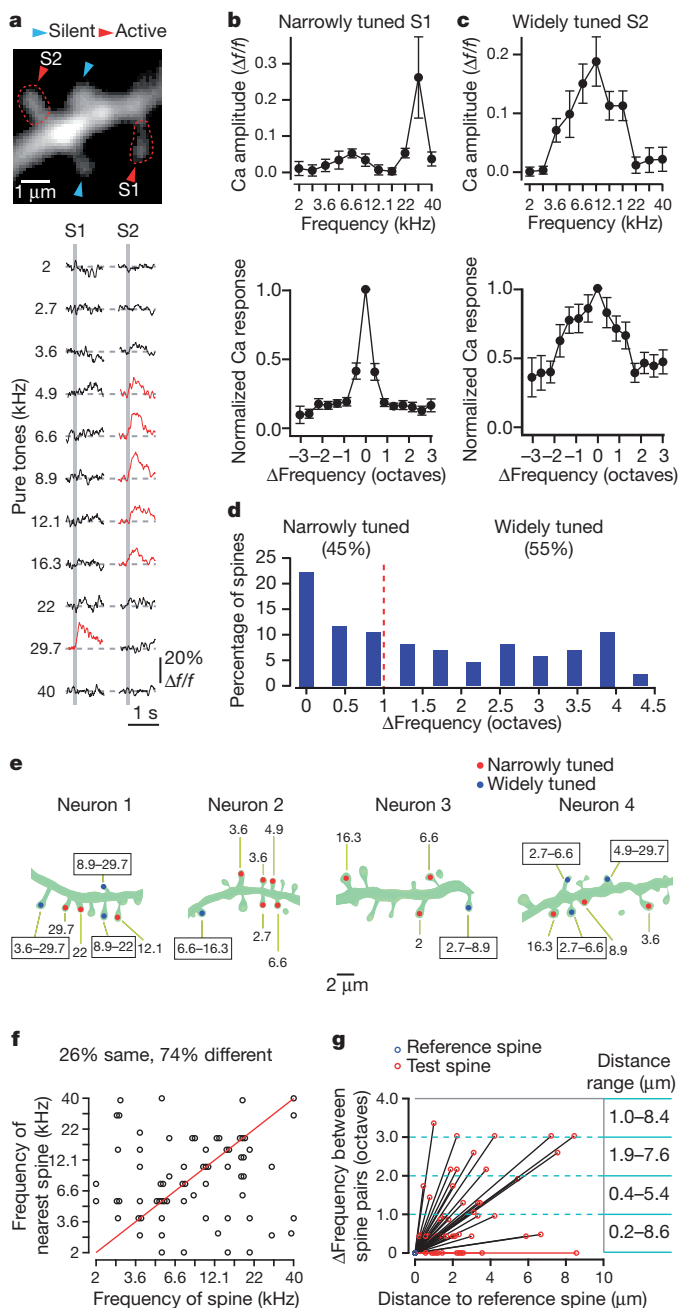 a
Silent Active
S2
1 μm
S1
S1 S2
Pure tones (kHz)
2
2.7
3.6
4.9
6.6
8.9
12.1
16.3
22
29.7
40
20%
Δf/f
1 s
b Narrowly tuned S1
Ca amplitude (Δf/f)
0.3
0.2
0.1
0.0
2 3.6 6.6 12.1 22 40
Frequency (kHz)
Normalized Ca response
1.0
0.5
0.0
–3 –2 –1 0 1 2 3
ΔFrequency (octaves)
c Widely tuned S2
Ca amplitude (Δf/f)
0.2
0.1
0.0
2 3.6 6.6 12.1 22 40
Frequency (kHz)
Normalized Ca response
1.0
0.5
0.0
–3 –2 –1 0 1 2 3
ΔFrequency (octaves)
d
Narrowly tuned Widely tuned
(45%) (55%)
Percentage of spines
25
20
15
10
5
0
0 0.5 1 1.5 2 2.5 3 3.5 4 4.5
ΔFrequency (octaves)
e
Narrowly tuned
Widely tuned
Neuron 1 Neuron 2 Neuron 3 Neuron 4
8.9–29.7
29.7
3.6–29.7 22 8.9–22 12.1
3.6 3.6 4.9
6.6–16.3 2.7 6.6
16.3 6.6
2 2.7–8.9
2.7–6.6 4.9–29.7
16.3 2.7–6.6 8.9 3.6
2 μm
f
26% same, 74% different
Frequency of
nearest spine (kHz)
40
22
12.1
6.6
3.6
2
2 3.6 6.6 12.1 22 40
Frequency of spine (kHz)
g
Reference spine
Test spine
Distance
range (μm)
ΔFrequency between
spine pairs (octaves)
4.0
3.0
2.0
1.0
0
1.0–8.4
1.9–7.6
0.4–5.4
0.2–8.6
0 2 4 6 8 10
Distance to reference spine (μm)